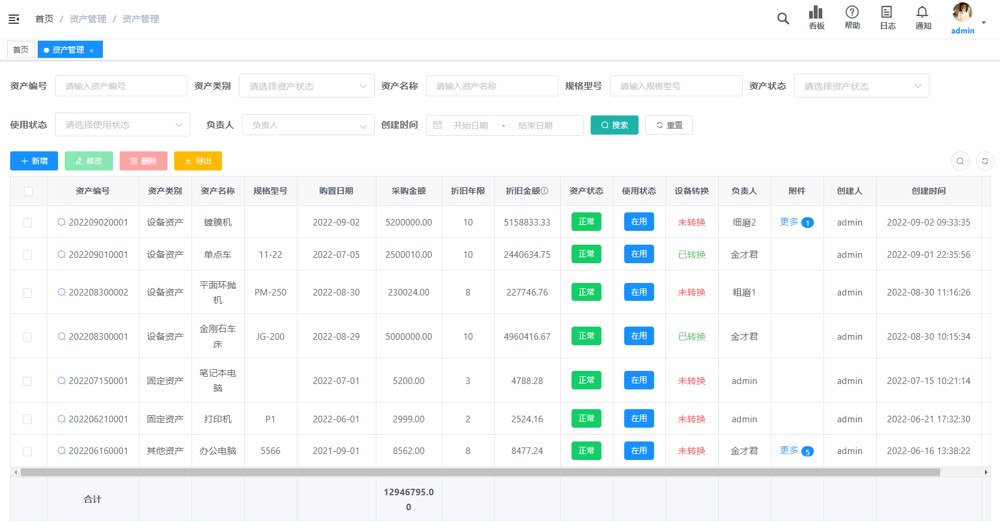 首页 / 资产管理 / 资产管理
看板 帮助 日志 通知 admin
首页 资产管理 ×
资产编号 请输入资产编号 资产类别 请选择资产状态 资产名称 请输入资产名称 规格型号 请输入规格型号 资产状态 请选择资产状态
使用状态 请选择使用状态 负责人 负责人 创建时间 开始日期 - 结束日期 搜索 重置
新增 修改 删除 导出
资产编号 资产类别 资产名称 规格型号 购置日期 采购金额 折旧年限 折旧金额 资产状态 使用状态 设备转换 负责人 附件 创建人 创建时间
202209020001 设备资产 镀膜机 2022-09-02 5200000.00 10 5158833.33 正常 在用 未转换 细磨2 更多 1 admin 2022-09-02 09:33:35
202209010001 设备资产 单点车 11-22 2022-07-05 2500010.00 10 2440634.75 正常 在用 已转换 金才君 admin 2022-09-01 22:35:56
202208300002 设备资产 平面环抛机 PM-250 2022-08-30 230024.00 8 227746.76 正常 在用 未转换 粗磨1 admin 2022-08-30 11:16:26
202208300001 设备资产 金刚石车床 JG-200 2022-08-29 5000000.00 10 4960416.67 正常 在用 已转换 金才君 admin 2022-08-30 10:15:34
202207150001 固定资产 笔记本电脑 2022-07-01 5200.00 3 4788.28 正常 在用 未转换 admin admin 2022-07-15 10:21:14
202206210001 固定资产 打印机 P1 2022-06-01 2999.00 2 2524.16 正常 在用 未转换 admin admin 2022-06-21 17:32:30
202206160001 其他资产 办公电脑 5566 2021-09-01 8562.00 8 8477.24 正常 在用 未转换 金才君 更多 5 admin 2022-06-16 13:38:22
合计 12946795.00